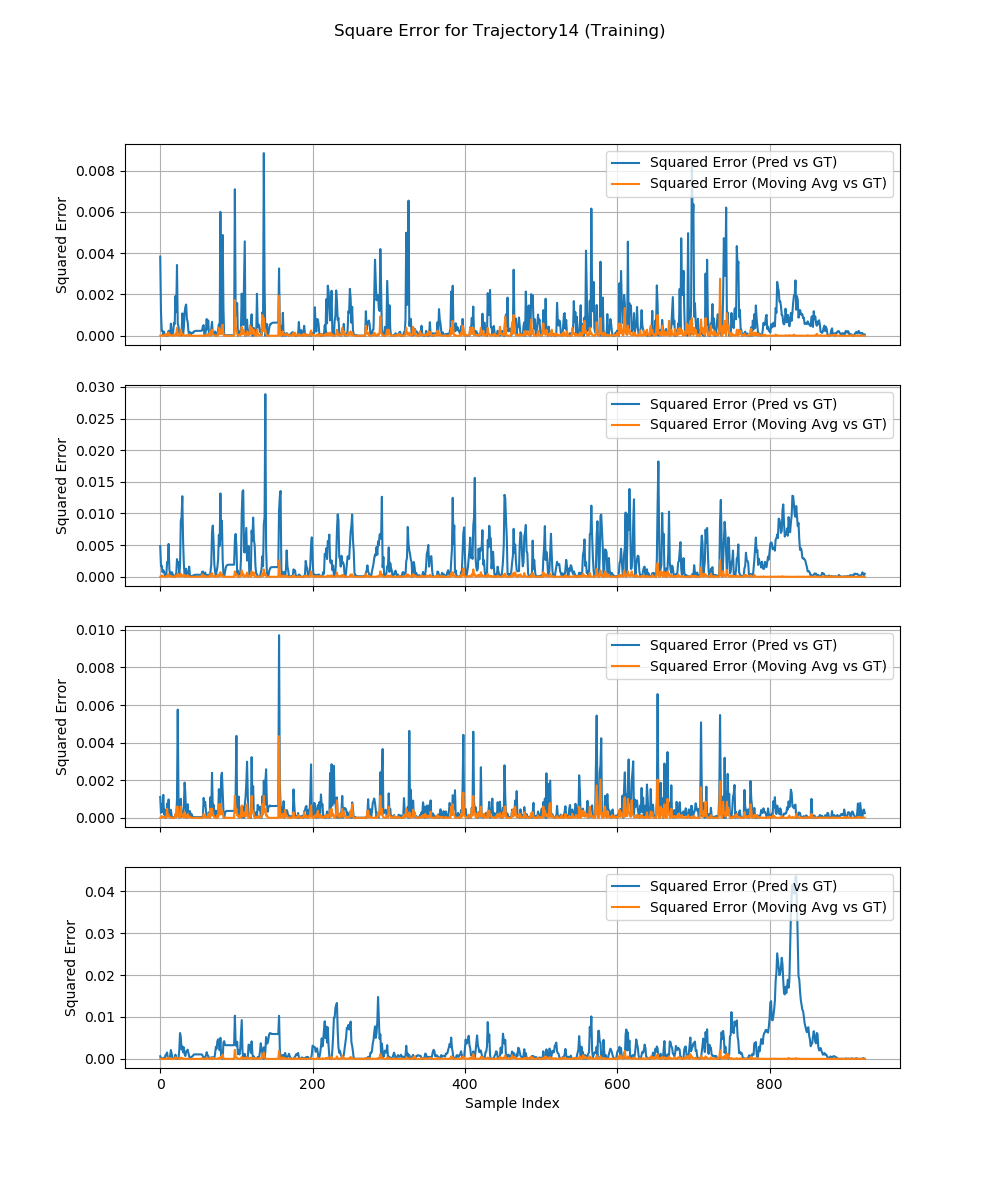 Square Error for Trajectory14 (Training)
Squared Error
0.008
0.006
0.004
0.002
0.000
Squared Error (Pred vs GT)
Squared Error (Moving Avg vs GT)
Squared Error
0.030
0.025
0.020
0.015
0.010
0.005
0.000
Squared Error (Pred vs GT)
Squared Error (Moving Avg vs GT)
Squared Error
0.010
0.008
0.006
0.004
0.002
0.000
Squared Error (Pred vs GT)
Squared Error (Moving Avg vs GT)
Squared Error
0.04
0.03
0.02
0.01
0.00
Squared Error (Pred vs GT)
Squared Error (Moving Avg vs GT)
0 200 400 600 800
Sample Index